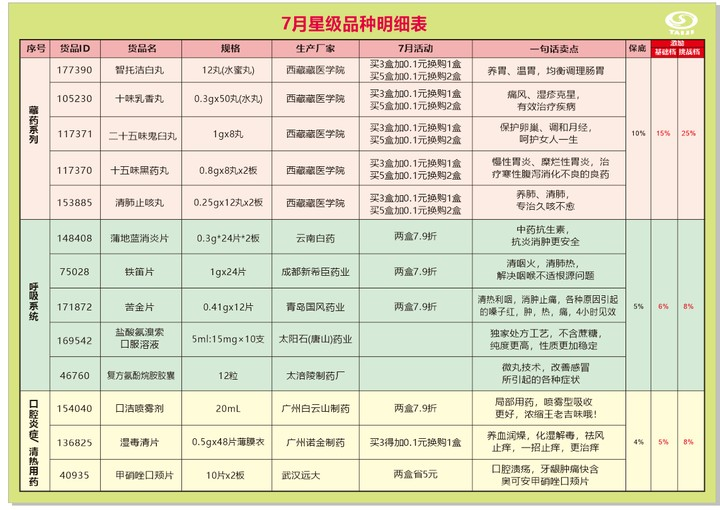 7月星级品种明细表
TAIJI
序号 货品ID 货品名 规格 生产厂家 7月活动 一句话卖点 保底 激励
基础档 挑战档
藏药系列
177390 智托洁白丸 12丸(水蜜丸) 西藏藏医学院 买3盒加0.1元换购1盒 养胃、温胃，均衡调理肠胃
买5盒加0.1元换购2盒
105230 十味乳香丸 0.3gx50丸(水丸) 西藏藏医学院 买3盒加0.1元换购1盒 痛风、湿疹克星，
买5盒加0.1元换购2盒 有效治疗疾病
117371 二十五味鬼臼丸 1gx8丸 西藏藏医学院 买3盒加0.1元换购1盒 保护卵巢、调和月经，
买5盒加0.1元换购2盒 呵护女人一生
10% 15% 25%
117370 十五味黑药丸 0.8gx8丸x2板 西藏藏医学院 买3盒加0.1元换购1盒 慢性胃炎、糜烂性胃炎，治
买5盒加0.1元换购2盒 疗寒性腹泻消化不良的良药
153885 清肺止咳丸 0.25gx12丸x2板 西藏藏医学院 买3盒加0.1元换购1盒 养肺、清肺，
买5盒加0.1元换购2盒 专治久咳不愈
呼吸系统
148408 蒲地蓝消炎片 0.3g*24片*2板 云南白药 两盒7.9折 中药抗生素，
抗炎消肿更安全
75028 铁笛片 1gx24片 成都新希臣药业 两盒7.9折 清咽火，清肺热，
解决咽喉不适根源问题
171872 苦金片 0.41gx12片 青岛国风药业 两盒7.9折 清热利咽，消肿止痛，各种原因引起
的嗓子红，肿，热，痛，4小时见效
5% 6% 8%
169542 盐酸氨溴索 5ml:15mg×10支 太阳石(唐山)药业 独家处方工艺，不含蔗糖，
口服溶液 纯度更高，性质更加稳定
46760 复方氨酚烷胺胶囊 12粒 太涪陵制药厂 微丸技术，改善感冒
所引起的各种症状
口腔炎症/清热用药
154040 口洁喷雾剂 20mL 广州白云山制药 两盒7.9折 局部用药，喷雾型吸收
更好，浓缩王老吉味哦！
136825 湿毒清片 0.5gx48片薄膜衣 广州诺金制药 买3得加0.1元换购1盒 养血润燥，化湿解毒，祛风
止痒，一招止痒，更治痒
4% 5% 8%
40935 甲硝唑口颊片 10片x2板 武汉远大 两盒省5元 口腔溃疡，牙龈肿痛快含
奥可安甲硝唑口颊片